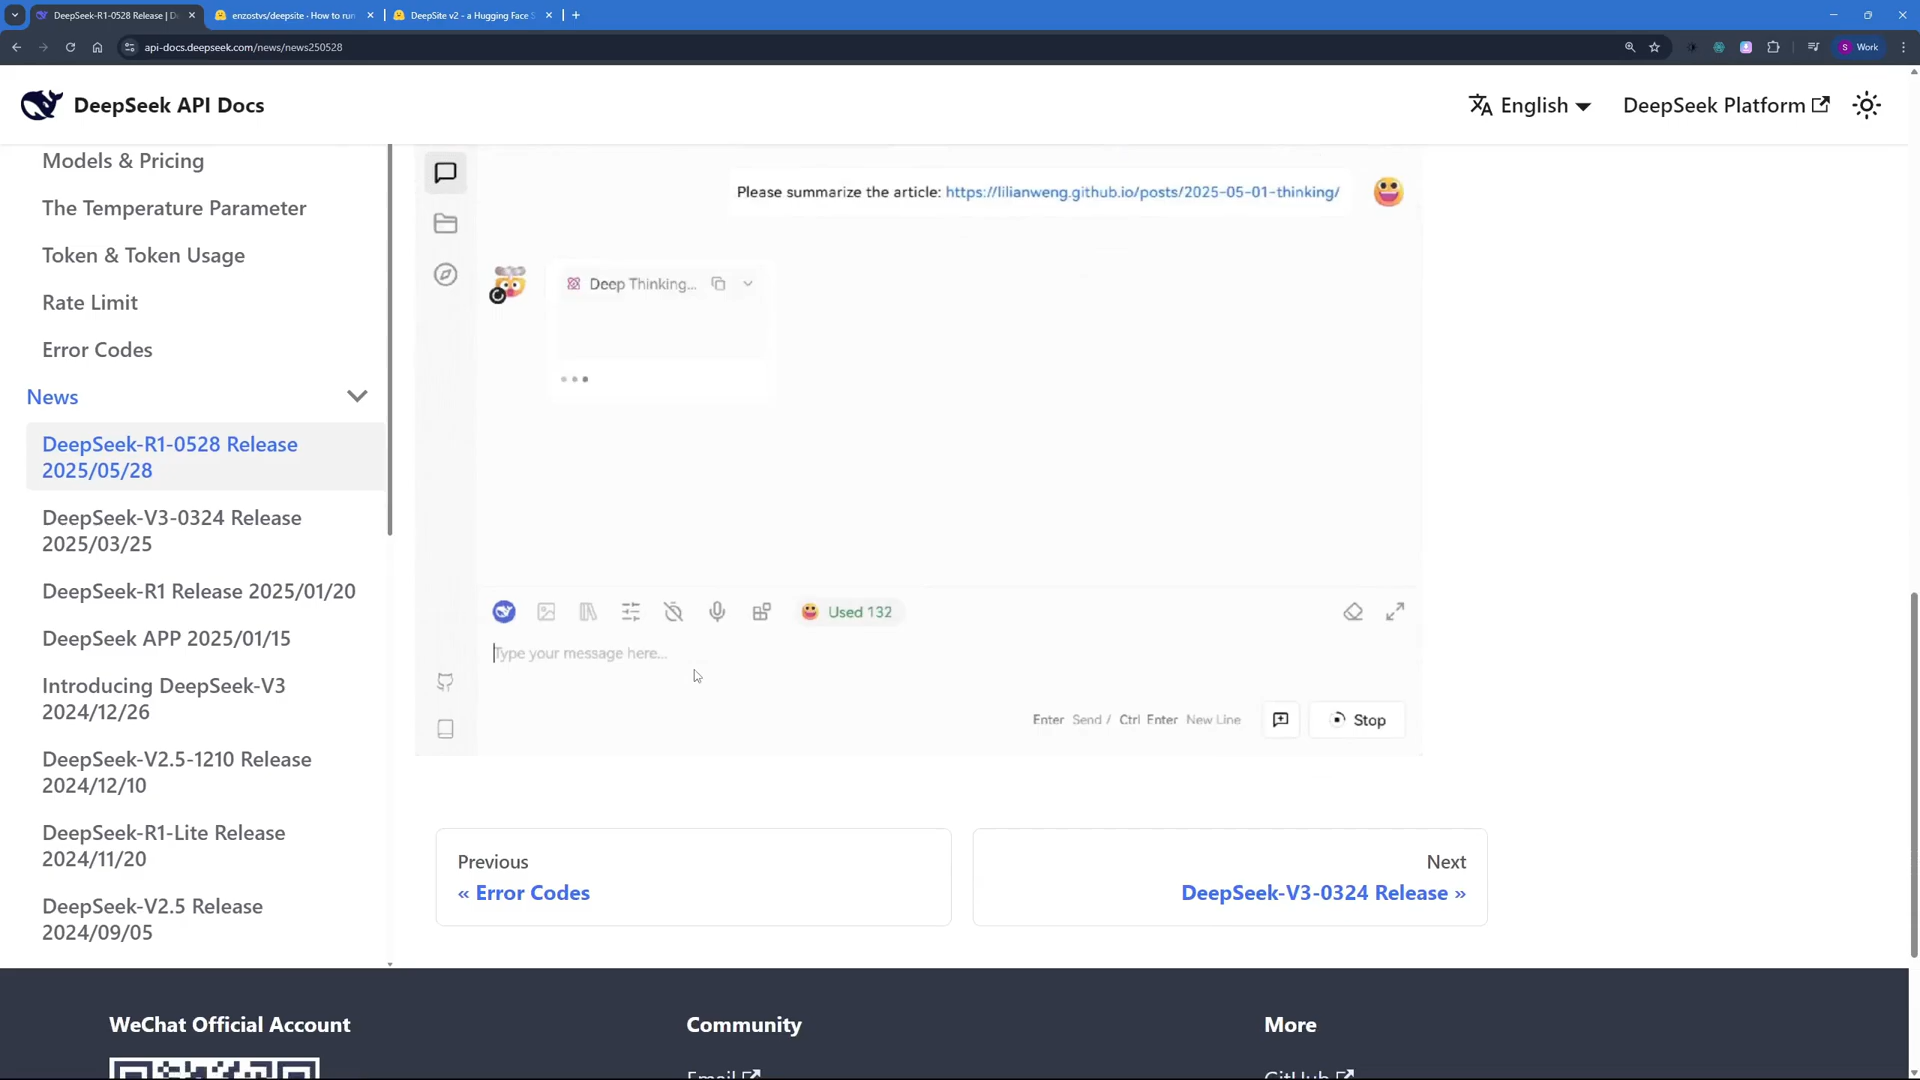 DeepSeek-R1-0528 Release | D
enzostvs/deepsite · How to run
DeepSite v2 - a Hugging Face S
api-docs.deepseek.com/news/news250528
S Work
DeepSeek API Docs
English
DeepSeek Platform
Models & Pricing
The Temperature Parameter
Token & Token Usage
Rate Limit
Error Codes
News
DeepSeek-R1-0528 Release
2025/05/28
DeepSeek-V3-0324 Release
2025/03/25
DeepSeek-R1 Release 2025/01/20
DeepSeek APP 2025/01/15
Introducing DeepSeek-V3
2024/12/26
DeepSeek-V2.5-1210 Release
2024/12/10
DeepSeek-R1-Lite Release
2024/11/20
DeepSeek-V2.5 Release
2024/09/05
Please summarize the article: https://lilianweng.github.io/posts/2025-05-01-thinking/
Deep Thinking...
Used 132
Type your message here...
Enter Send / Ctrl Enter New Line
Stop
Previous
« Error Codes
Next
DeepSeek-V3-0324 Release »
WeChat Official Account
Community
Email
More
GitHub